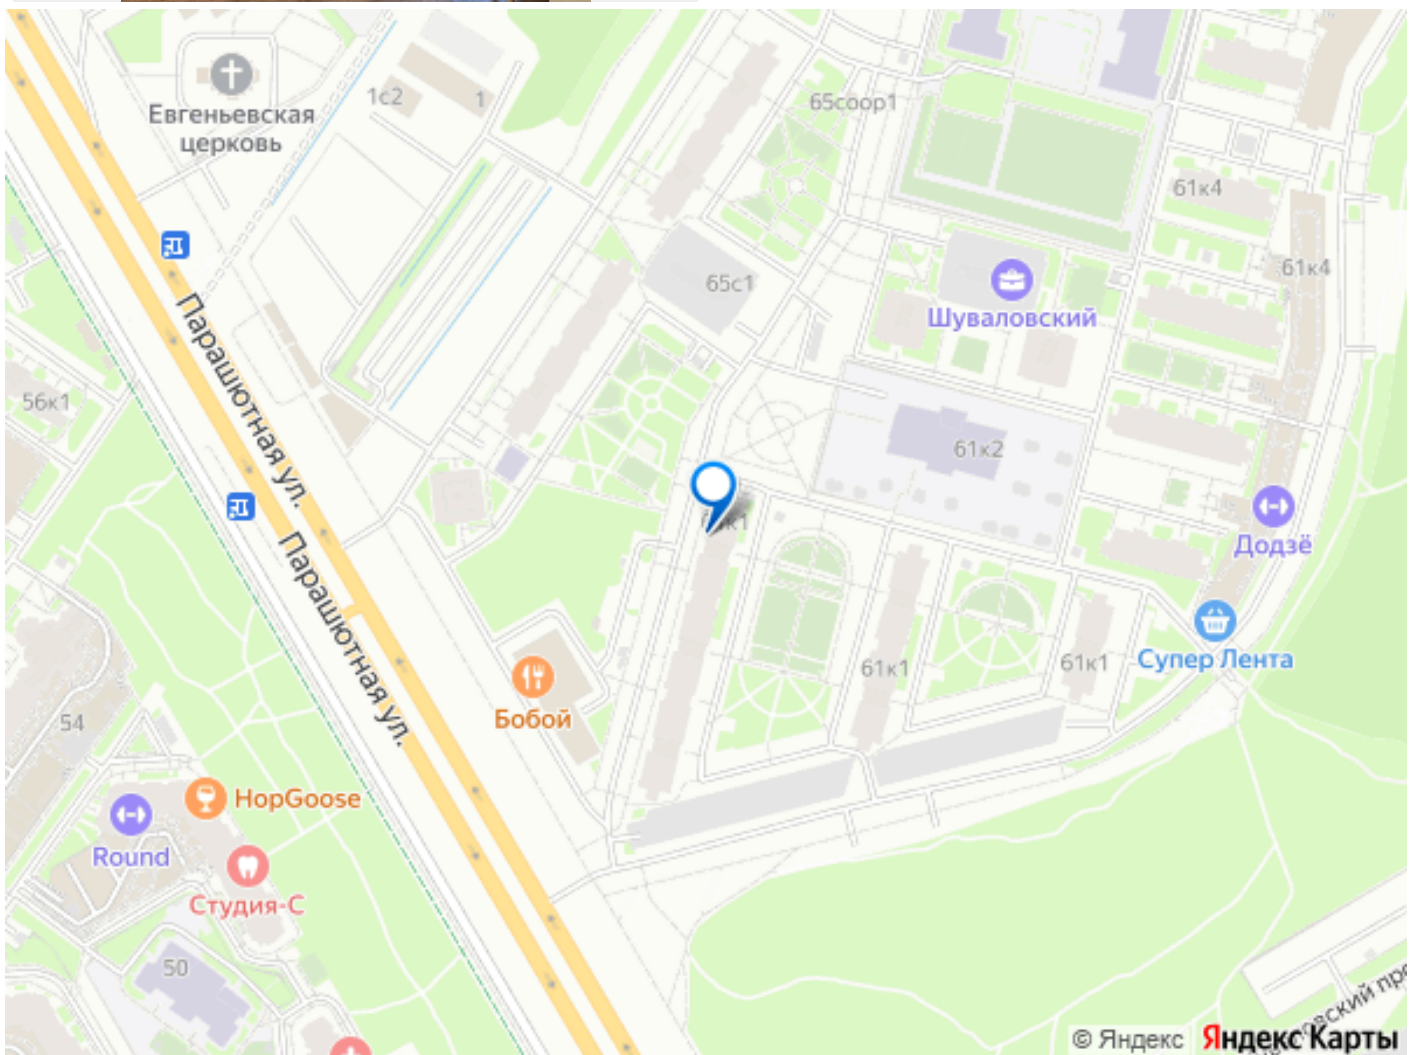 Евгеньевская
церковь
1с2
1
65соор1
61к4
65с1
61к4
Шуваловский
Парашютная ул.
56к1
61к2
Додзё
Парашютная ул.
Супер Лента
61к1
61к1
Бобой
54
HopGoose
Round
Студия-С
50
© Яндекс
Яндекс Карты